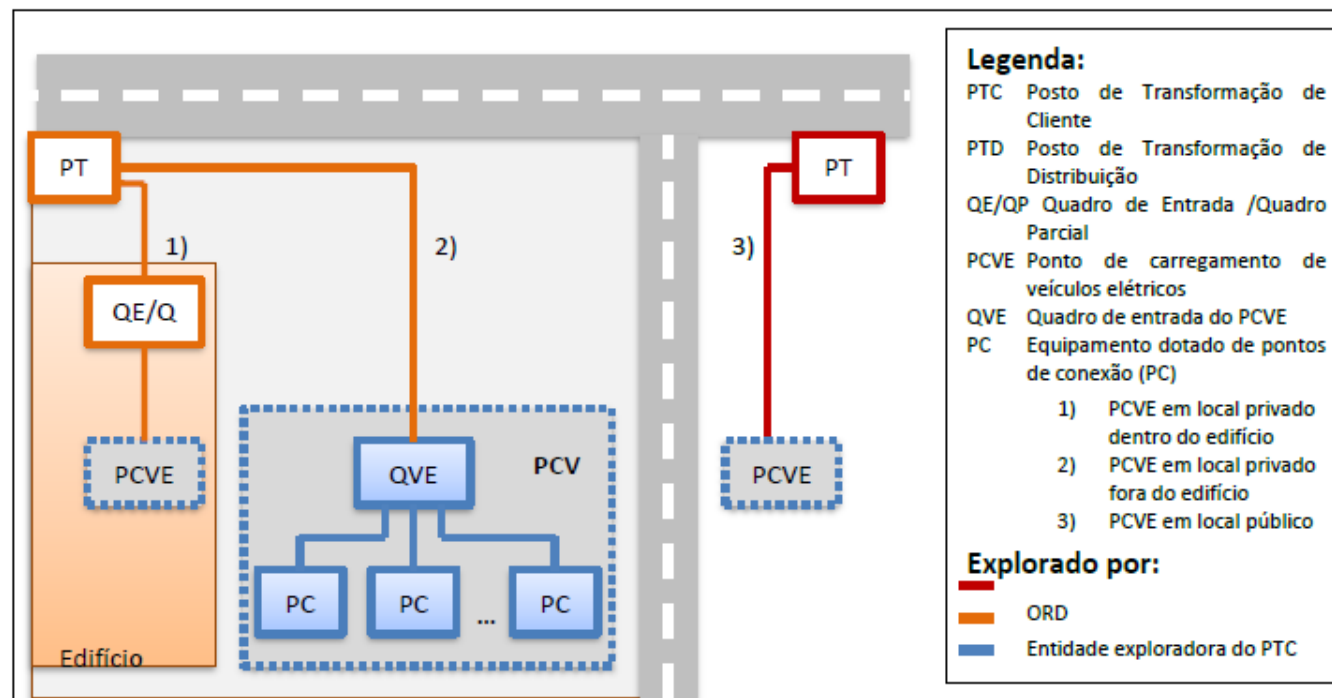 PT
PT
1)
2)
3)
QE/Q
PCVE
QVE
PCV
PCVE
PC
PC
...
PC
Edifício
Legenda:
PTC Posto de Transformação de
Cliente
PTD Posto de Transformação de
Distribuição
QE/QP Quadro de Entrada /Quadro
Parcial
PCVE Ponto de carregamento de
veículos elétricos
QVE Quadro de entrada do PCVE
PC Equipamento dotado de pontos
de conexão (PC)
1) PCVE em local privado
dentro do edifício
2) PCVE em local privado
fora do edifício
3) PCVE em local público
Explorado por:
ORD
Entidade exploradora do PTC